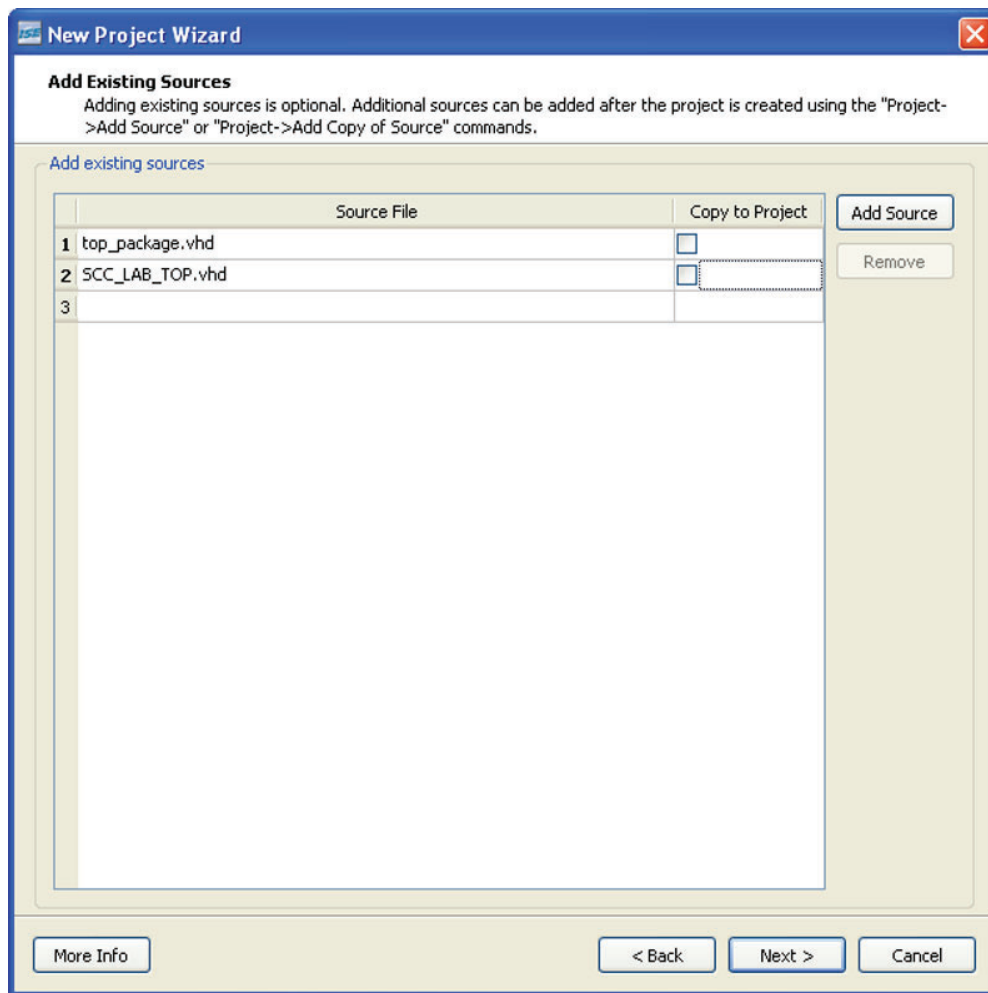 ISE New Project Wizard
Add Existing Sources
Adding existing sources is optional. Additional sources can be added after the project is created using the "Project-
>Add Source" or "Project->Add Copy of Source" commands.
Add existing sources
Source File Copy to Project Add Source
1 top_package.vhd
Remove
2 SCC_LAB_TOP.vhd
3
More Info < Back Next > Cancel